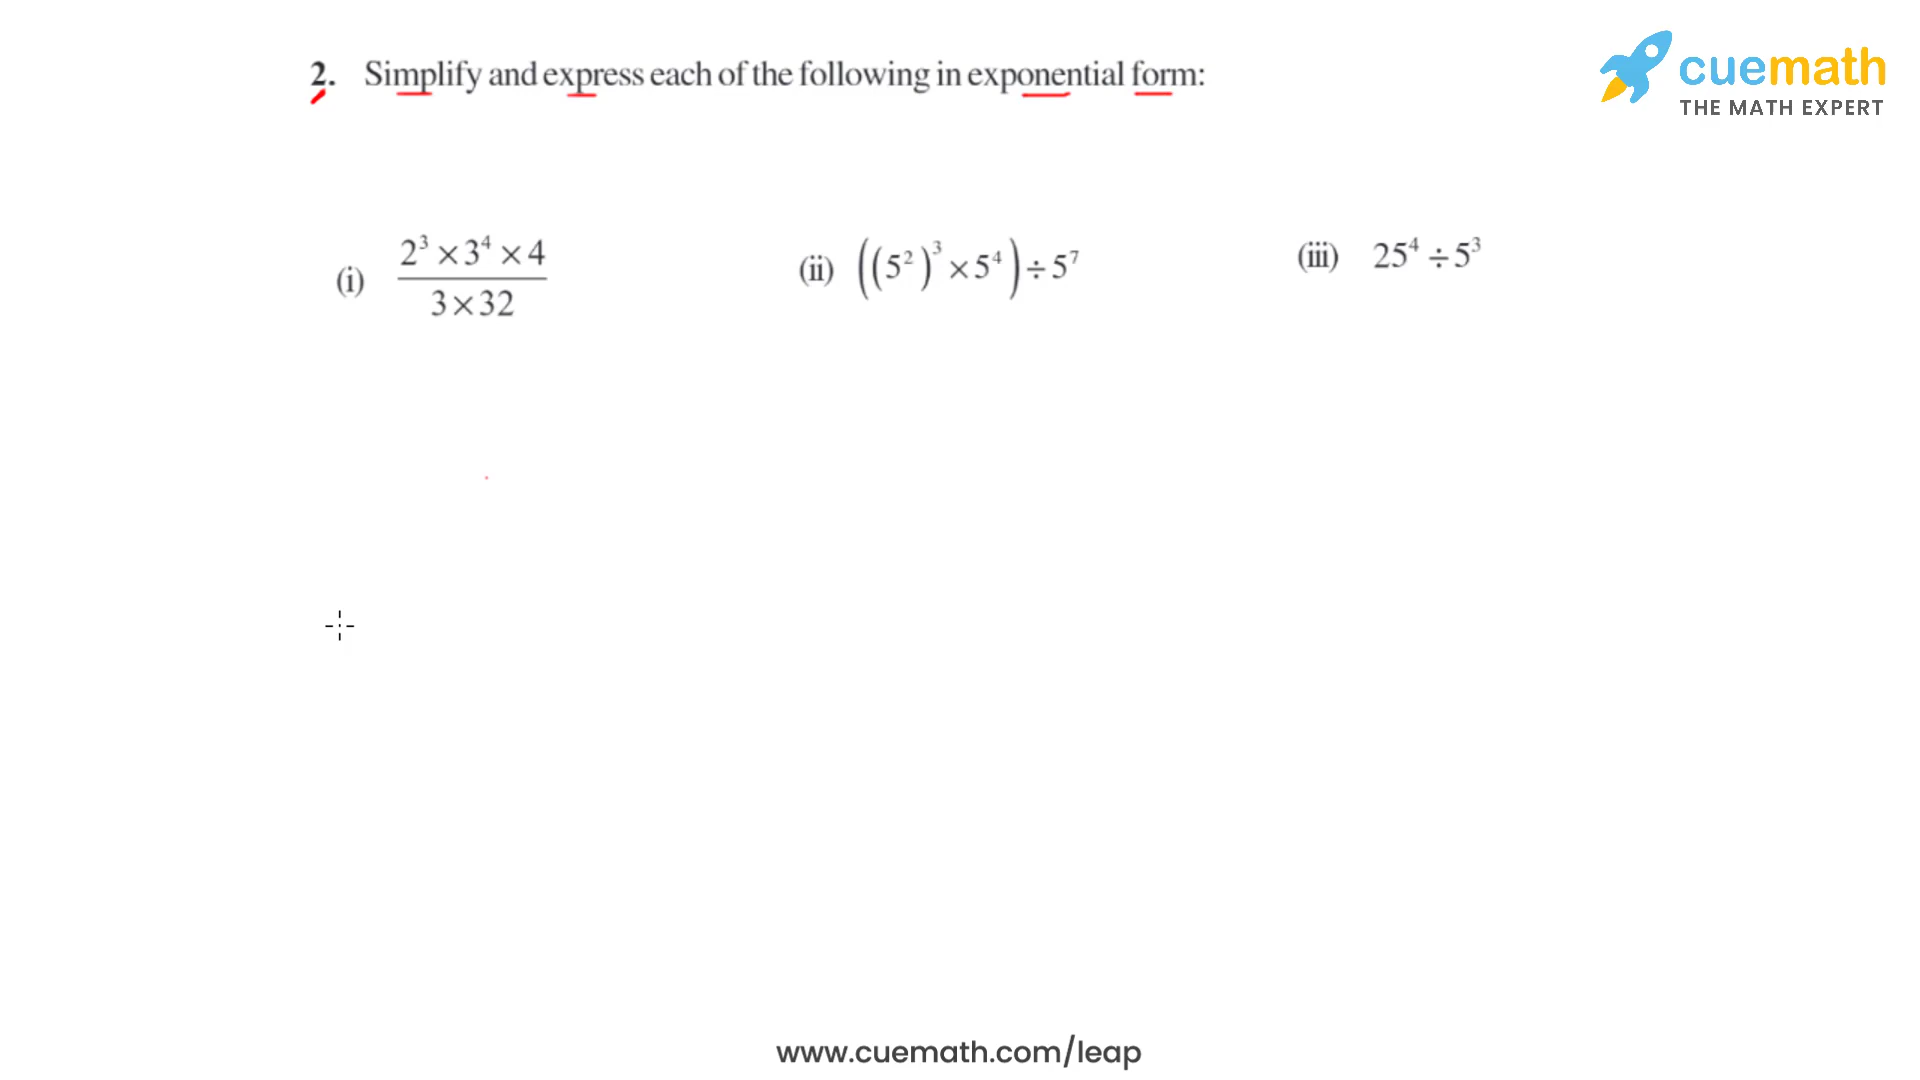 2. Simplify and express each of the following in exponential form:
cuemath
THE MATH EXPERT
(i) 2³ × 3⁴ × 4 / 3 × 32
(ii) ((5²)³ × 5⁴) ÷ 5⁷
(iii) 25⁴ ÷ 5³
www.cuemath.com/leap